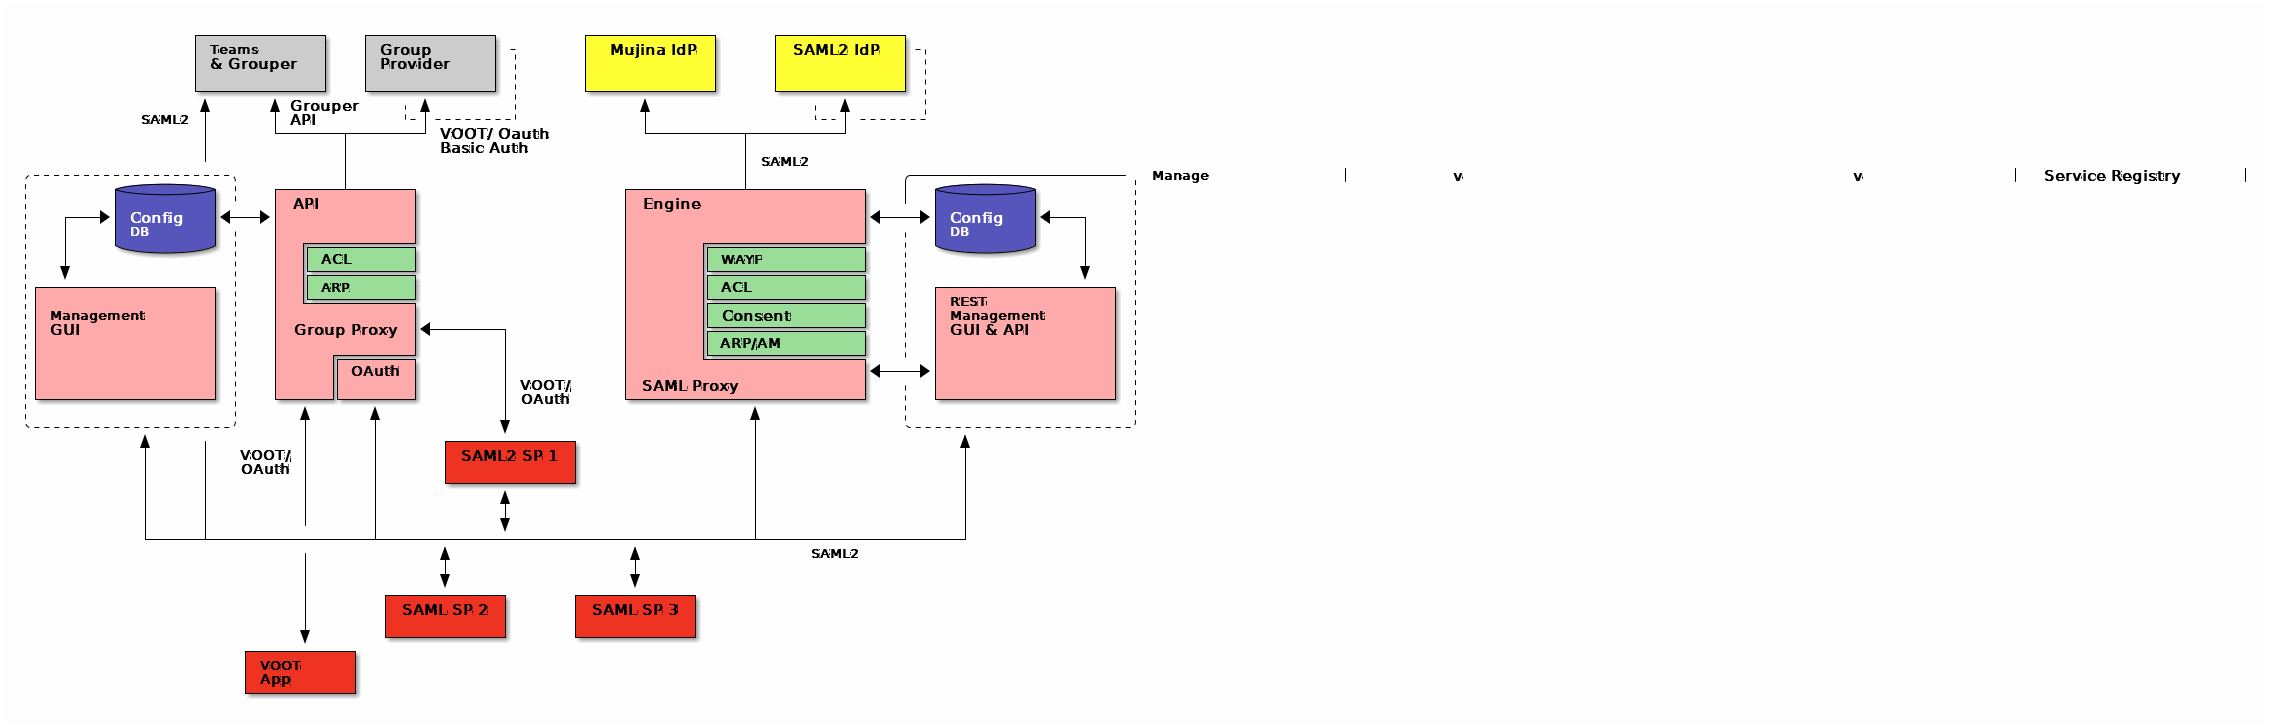 Teams
& Grouper
Group
Provider
Mujina IdP
SAML2 IdP
SAML2
Grouper
API
VOOT/ Oauth
Basic Auth
SAML2
Manage
v
v
Service Registry
Config
DB
API
ACL
ARP
Group Proxy
OAuth
Management
GUI
Engine
WAYF
ACL
Consent
ARP/AM
SAML Proxy
Config
DB
REST
Management
GUI & API
VOOT/
OAuth
VOOT/
OAuth
SAML2 SP 1
SAML2
SAML SP 2
SAML SP 3
VOOT
App